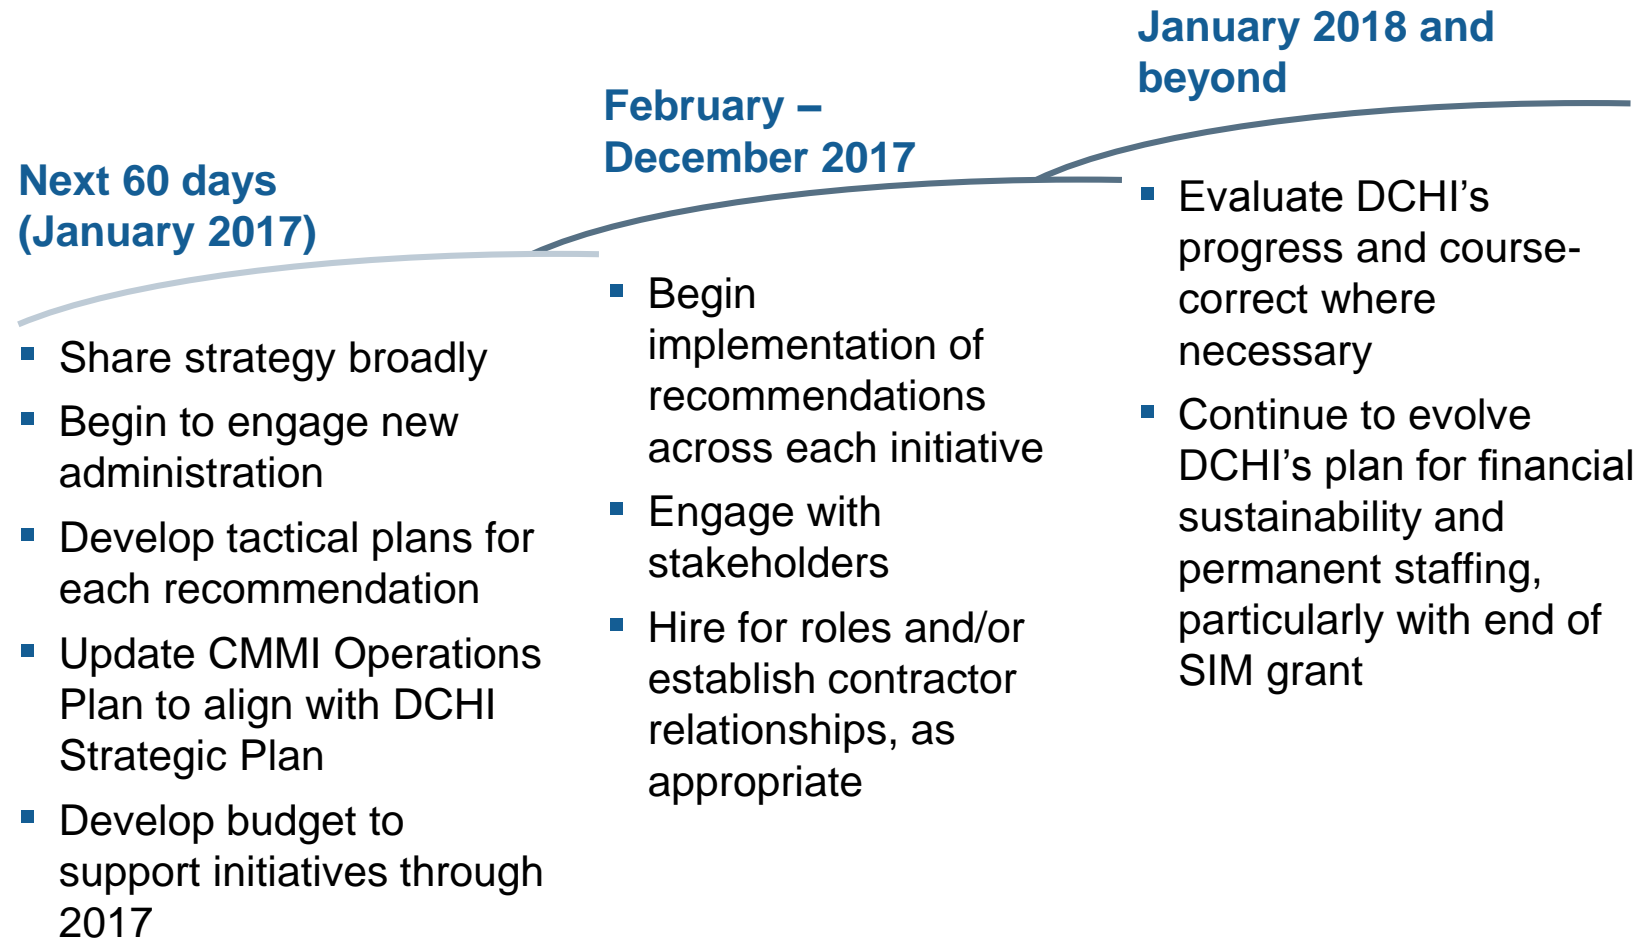 Next 60 days
(January 2017)
▪ Share strategy broadly
▪ Begin to engage new
administration
▪ Develop tactical plans for
each recommendation
▪ Update CMMI Operations
Plan to align with DCHI
Strategic Plan
▪ Develop budget to
support initiatives through
2017
February –
December 2017
▪ Begin
implementation of
recommendations
across each initiative
▪ Engage with
stakeholders
▪ Hire for roles and/or
establish contractor
relationships, as
appropriate
January 2018 and
beyond
▪ Evaluate DCHI’s
progress and course-
correct where
necessary
▪ Continue to evolve
DCHI’s plan for financial
sustainability and
permanent staffing,
particularly with end of
SIM grant